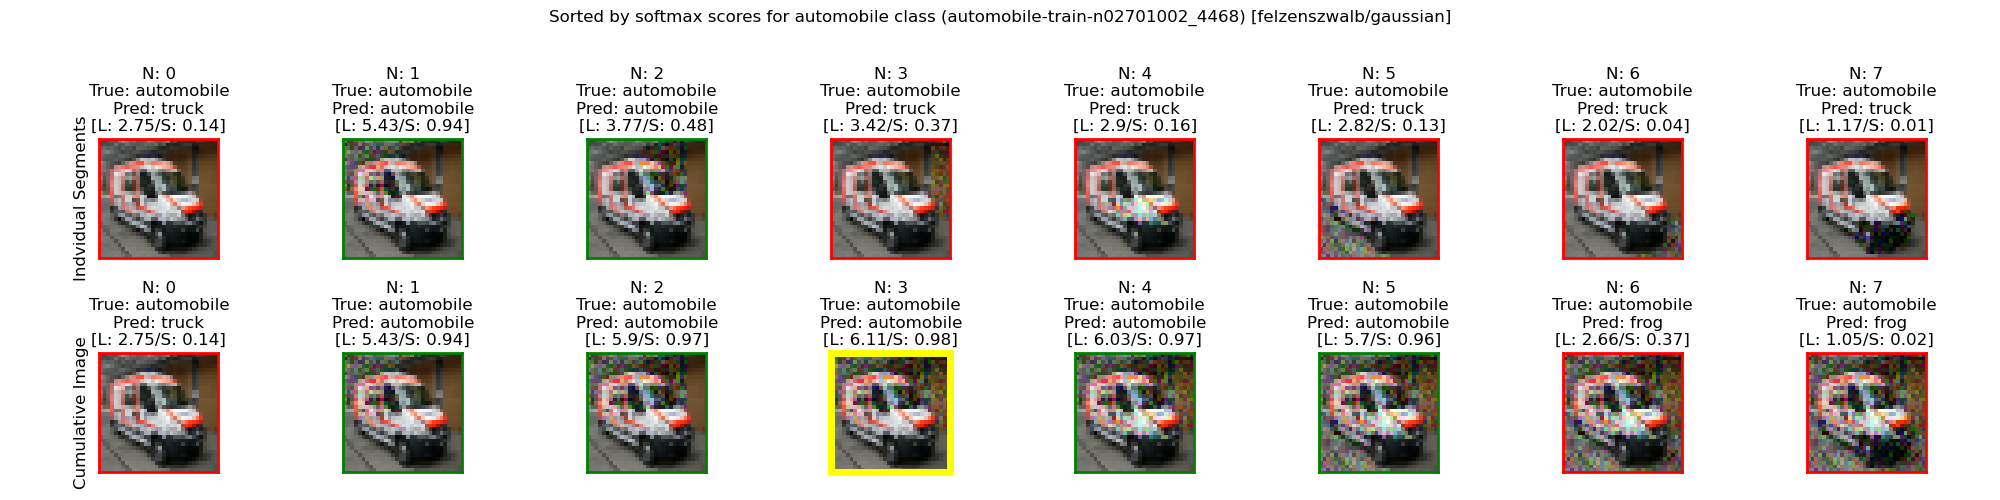 Sorted by softmax scores for automobile class (automobile-train-n02701002_4468) [felzenszwalb/gaussian]
Individual Segments
N: 0
True: automobile
Pred: truck
[L: 2.75/S: 0.14]
N: 1
True: automobile
Pred: automobile
[L: 5.43/S: 0.94]
N: 2
True: automobile
Pred: automobile
[L: 3.77/S: 0.48]
N: 3
True: automobile
Pred: truck
[L: 3.42/S: 0.37]
N: 4
True: automobile
Pred: truck
[L: 2.9/S: 0.16]
N: 5
True: automobile
Pred: truck
[L: 2.82/S: 0.13]
N: 6
True: automobile
Pred: truck
[L: 2.02/S: 0.04]
N: 7
True: automobile
Pred: truck
[L: 1.17/S: 0.01]
Cumulative Image
N: 0
True: automobile
Pred: truck
[L: 2.75/S: 0.14]
N: 1
True: automobile
Pred: automobile
[L: 5.43/S: 0.94]
N: 2
True: automobile
Pred: automobile
[L: 5.9/S: 0.97]
N: 3
True: automobile
Pred: automobile
[L: 6.11/S: 0.98]
N: 4
True: automobile
Pred: automobile
[L: 6.03/S: 0.97]
N: 5
True: automobile
Pred: automobile
[L: 5.7/S: 0.96]
N: 6
True: automobile
Pred: frog
[L: 2.66/S: 0.37]
N: 7
True: automobile
Pred: frog
[L: 1.05/S: 0.02]